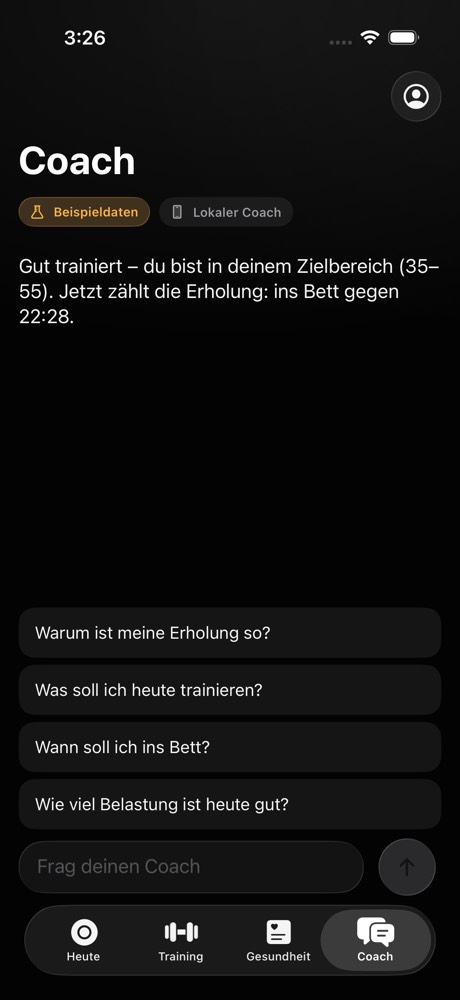 3:26
Coach
Beispieldaten
Lokaler Coach
Gut trainiert – du bist in deinem Zielbereich (35–
55). Jetzt zählt die Erholung: ins Bett gegen
22:28.
Warum ist meine Erholung so?
Was soll ich heute trainieren?
Wann soll ich ins Bett?
Wie viel Belastung ist heute gut?
Frag deinen Coach
Heute
Training
Gesundheit
Coach